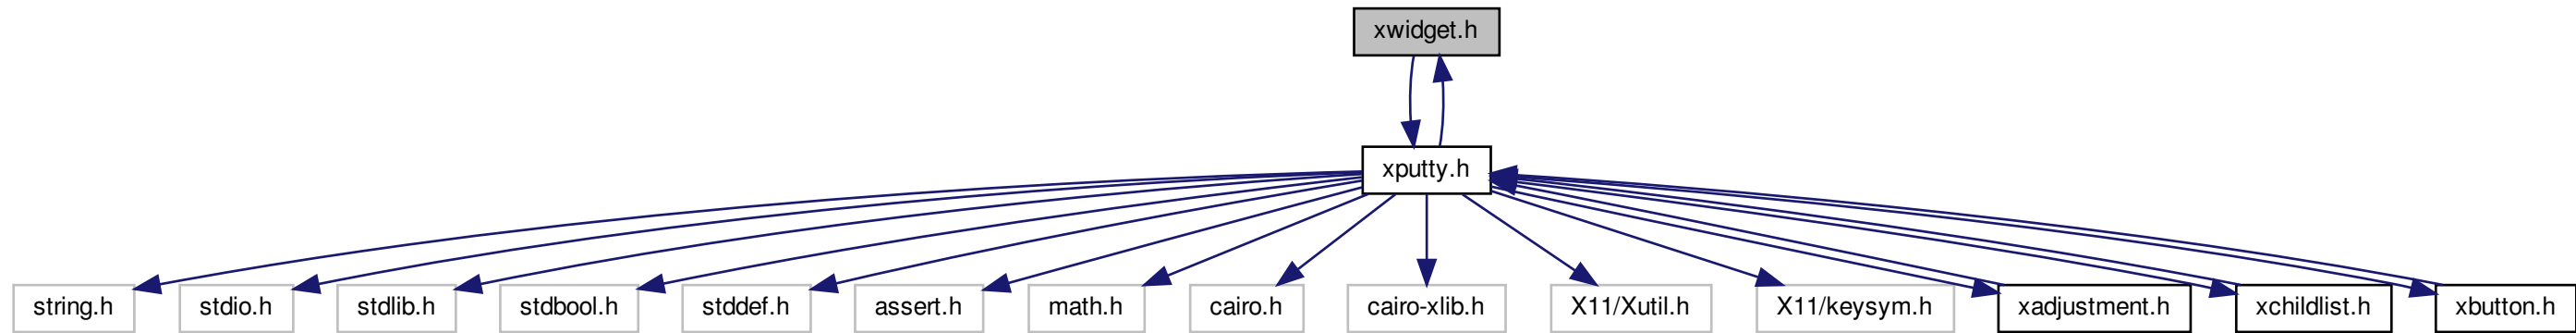 xwidget.h
xputty.h
string.h
stdio.h
stdlib.h
stdbool.h
stddef.h
assert.h
math.h
cairo.h
cairo-xlib.h
X11/Xutil.h
X11/keysym.h
xadjustment.h
xchildlist.h
xbutton.h